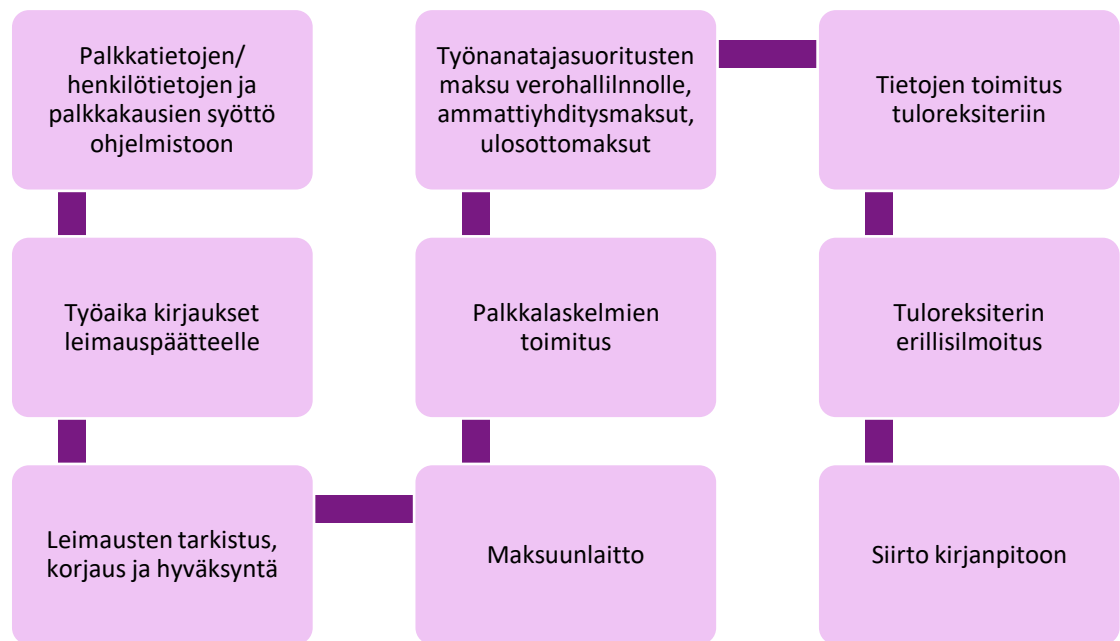 Palkkatietojen/
henkilötietojen ja
palkkakausien syöttö
ohjelmistoon
Työaika kirjaukset
leimauspäätteelle
Leimausten tarkistus,
korjaus ja hyväksyntä
Maksuunlaitto
Palkkalaskelmien
toimitus
Työnanatajasuoritusten
maksu verohallilnnolle,
ammattiyhditysmaksut,
ulosottomaksut
Tietojen toimitus
tuloreksiteriin
Tuloreksiterin
erillisilmoitus
Siirto kirjanpitoon